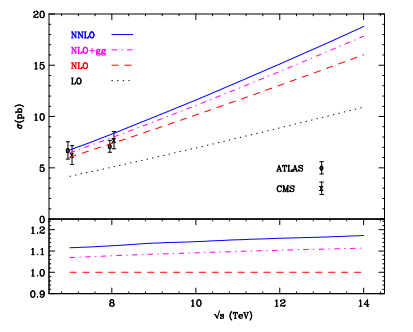 20
NNLO
NLO+gg
NLO
LO
15
σ(pb)
10
5
ATLAS
CMS
0
1.2
1.1
1.0
0.9
8 10 12 14
√s (TeV)